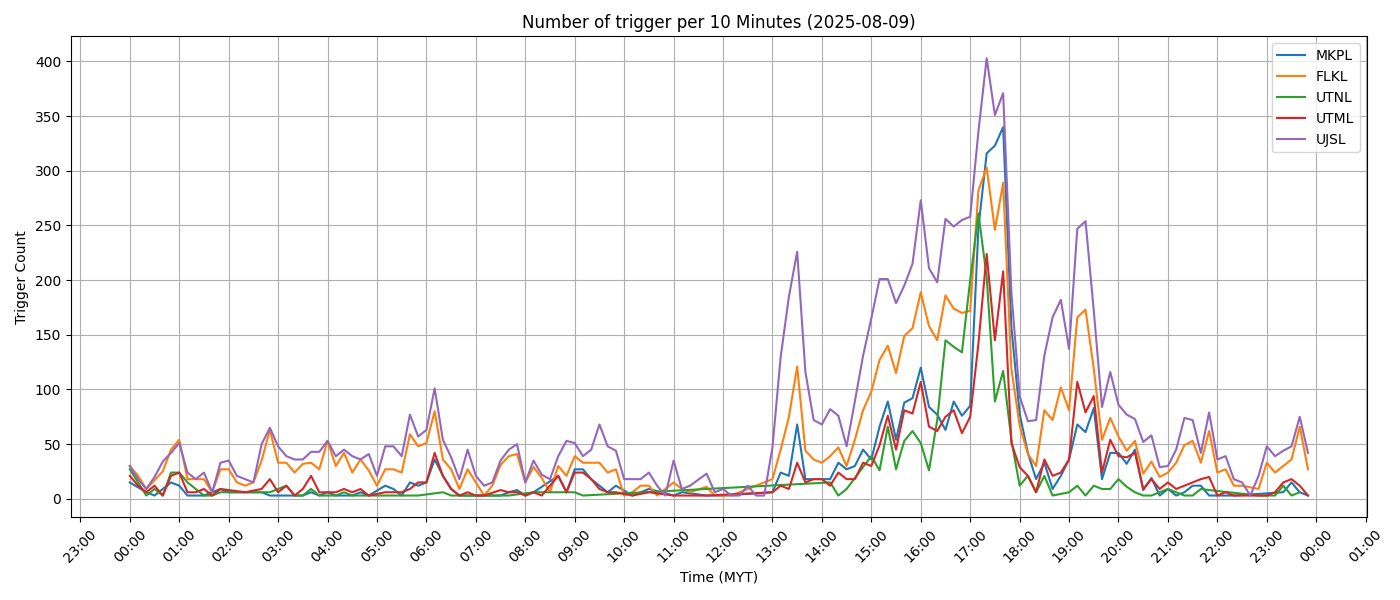 Number of trigger per 10 Minutes (2025-08-09)
Trigger Count
400
350
300
250
200
150
100
50
0
MKPL
FLKL
UTNL
UTML
UJSL
23:00 00:00 01:00 02:00 03:00 04:00 05:00 06:00 07:00 08:00 09:00 10:00 11:00 12:00 13:00 14:00 15:00 16:00 17:00 18:00 19:00 20:00 21:00 22:00 23:00 00:00 01:00
Time (MYT)